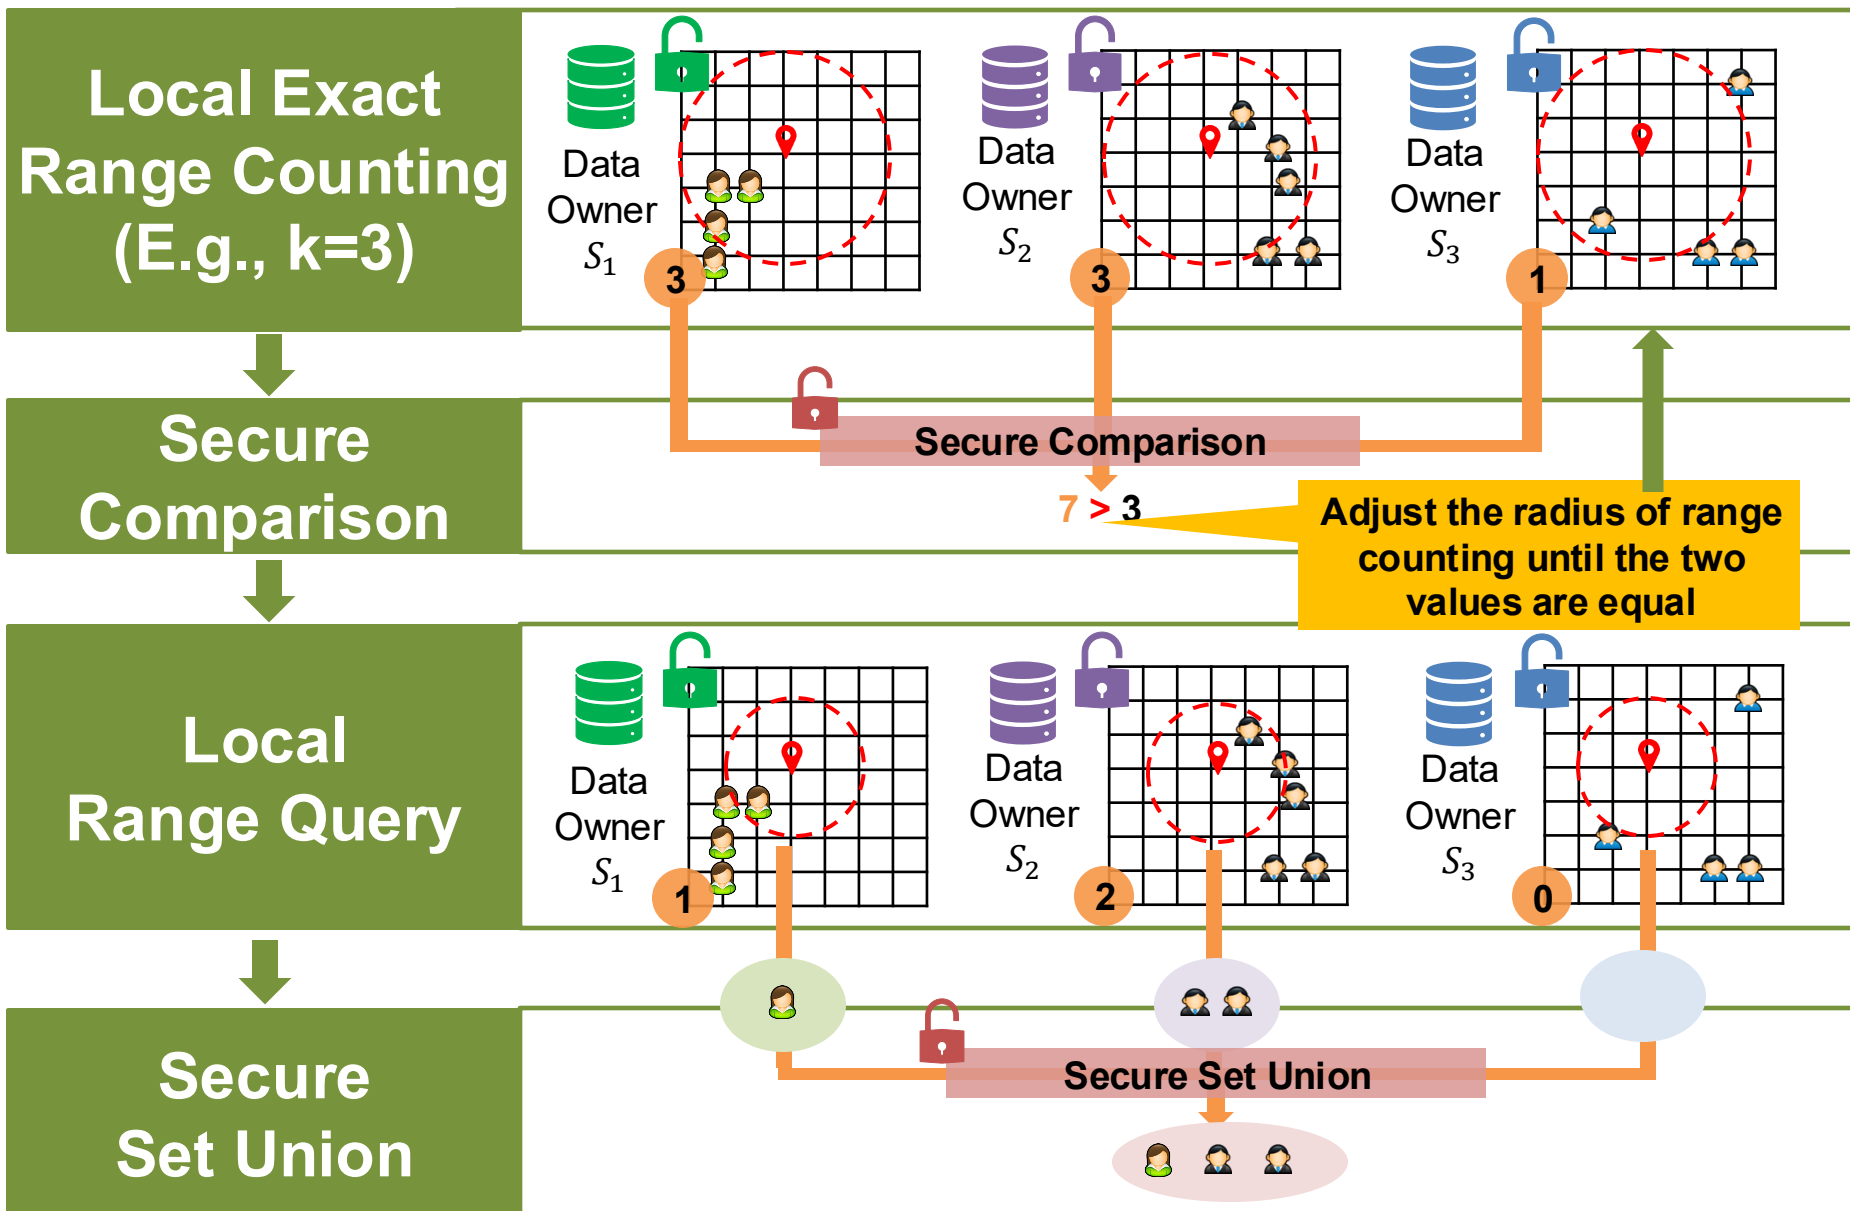 Local Exact
Range Counting
(E.g., k=3)
Data
Owner
S₁
3
Data
Owner
S₂
3
Data
Owner
S₃
1
Secure
Comparison
Secure Comparison
7 > 3
Adjust the radius of range
counting until the two
values are equal
Local
Range Query
Data
Owner
S₁
1
Data
Owner
S₂
2
Data
Owner
S₃
0
Secure
Set Union
Secure Set Union